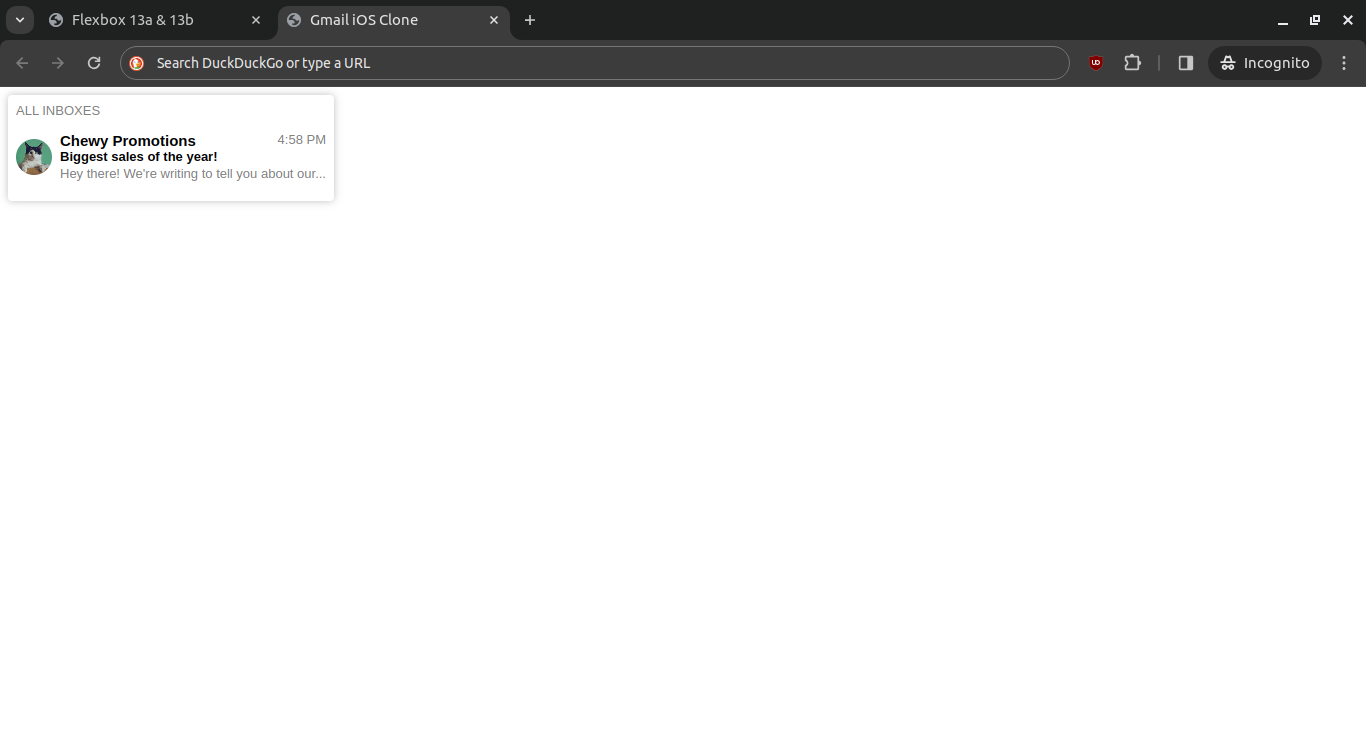 Flexbox 13a & 13b
Gmail iOS Clone
Search DuckDuckGo or type a URL
Incognito
ALL INBOXES
Chewy Promotions 4:58 PM
Biggest sales of the year!
Hey there! We're writing to tell you about our...